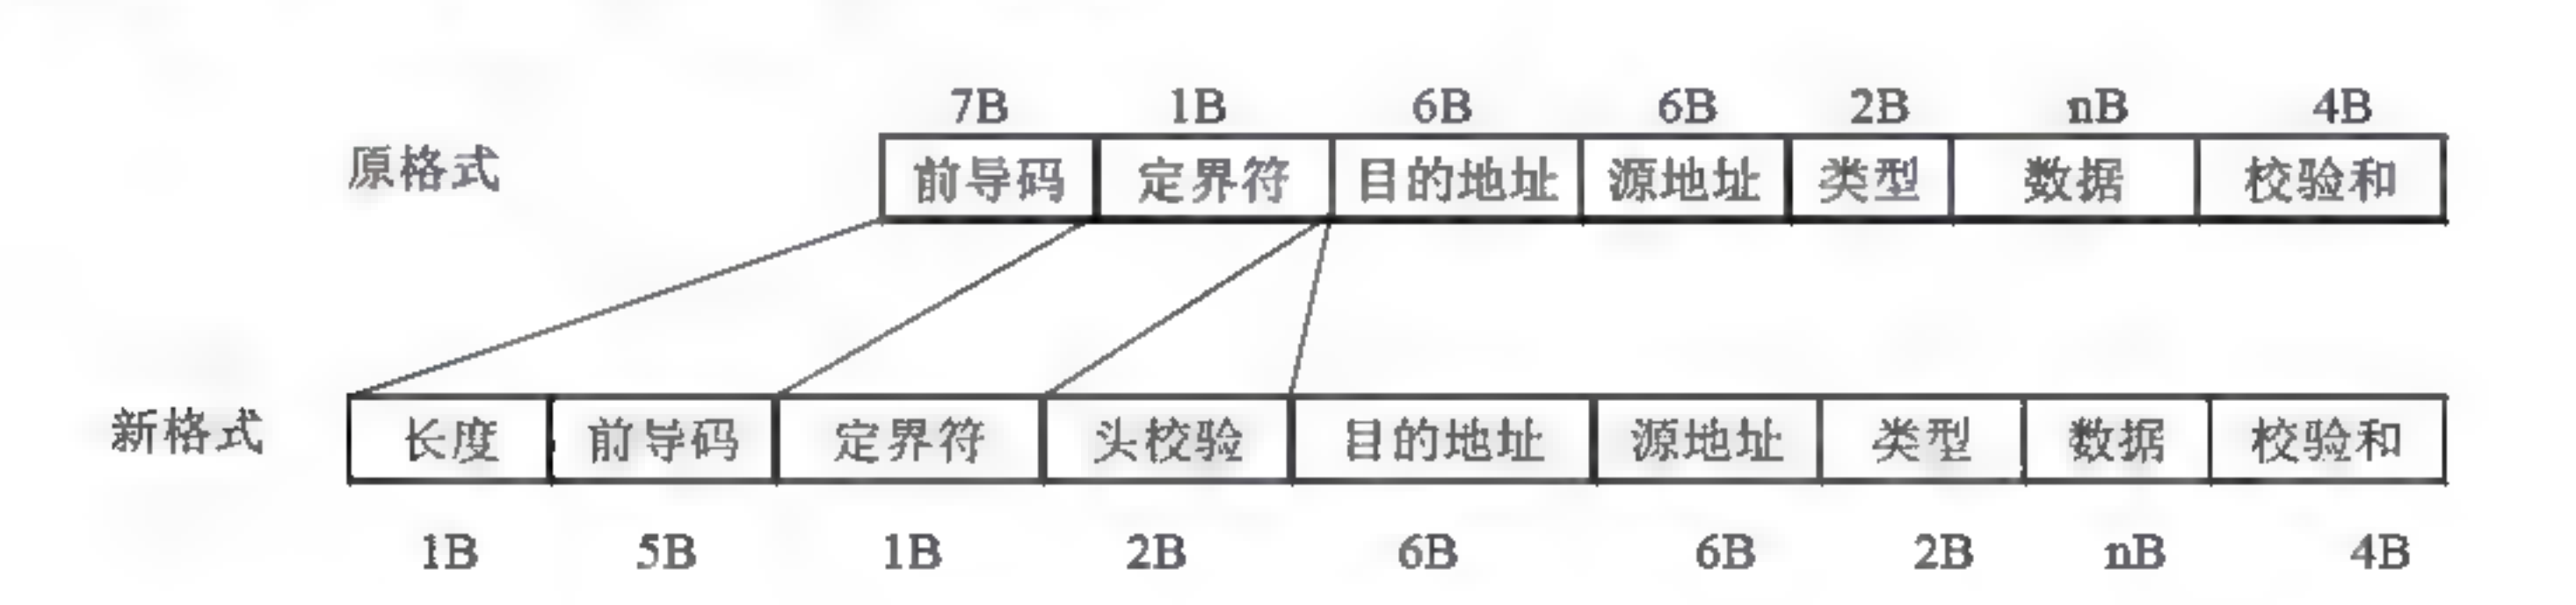 7B 1B 6B 6B 2B nB 4B
原格式 前导码 定界符 目的地址 源地址 类型 数据 校验和
新格式 长度 前导码 定界符 头校验 目的地址 源地址 类型 数据 校验和
1B 5B 1B 2B 6B 6B 2B nB 4B